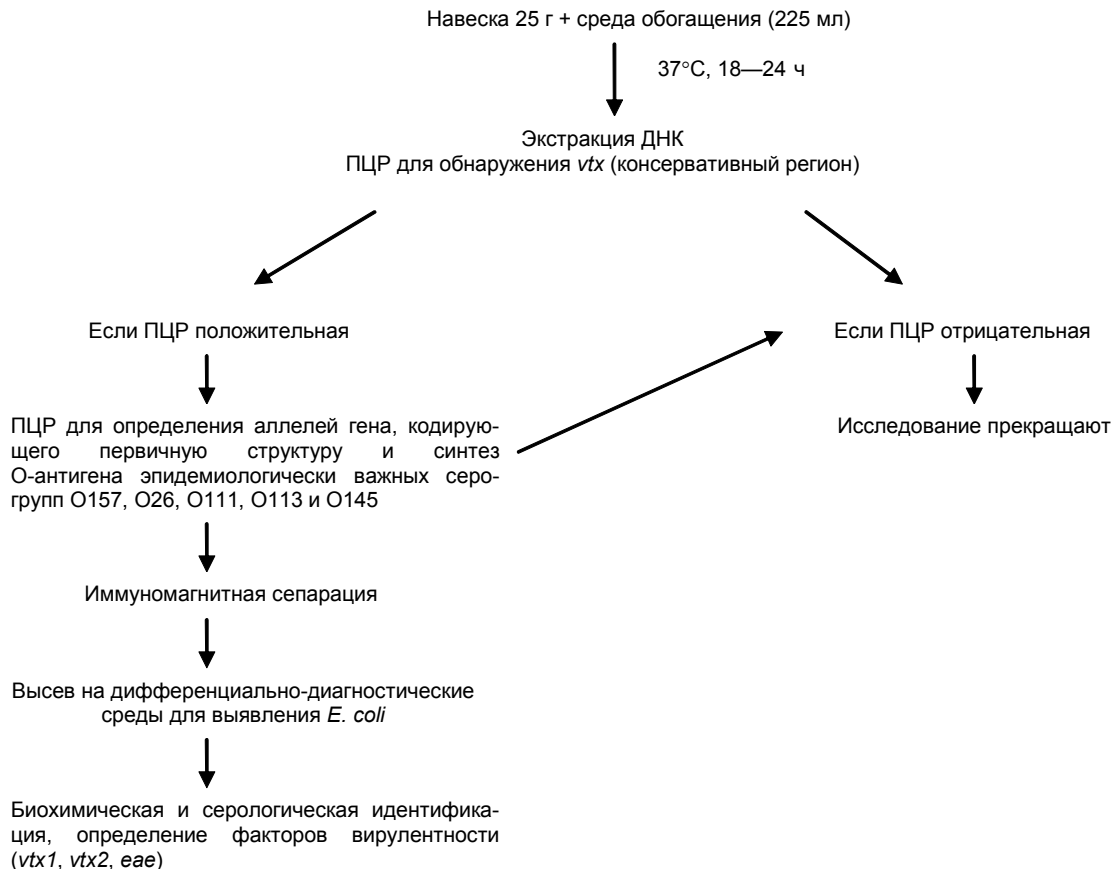 Навеска 25 г + среда обогащения (225 мл)
37°С, 18—24 ч
Экстракция ДНК
ПЦР для обнаружения vtx (консервативный регион)
Если ПЦР положительная
Если ПЦР отрицательная
ПЦР для определения аллелей гена, кодирую-
щего первичную структуру и синтез
О-антигена эпидемиологически важных серо-
групп О157, О26, О111, О113 и О145
Исследование прекращают
Иммуномагнитная сепарация
Высев на дифференциально-диагностические
среды для выявления E. coli
Биохимическая и серологическая идентифика-
ция, определение факторов вирулентности
(vtx1, vtx2, eae)